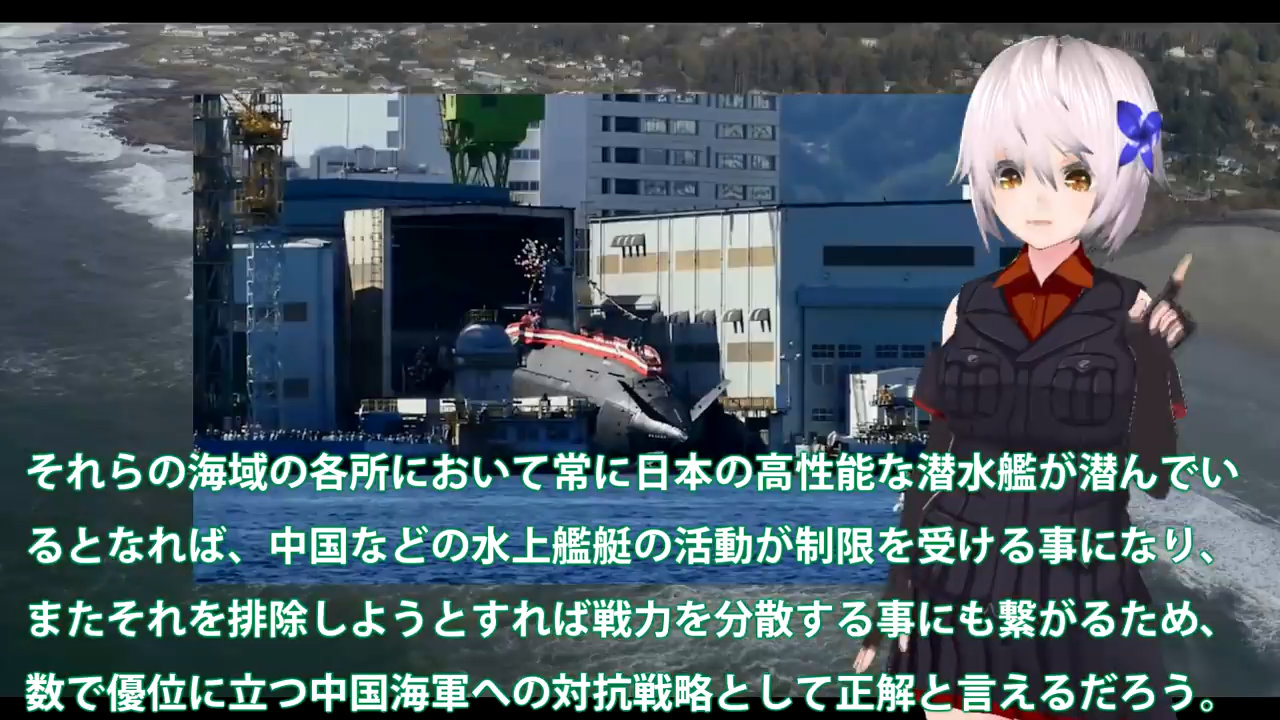 それらの海域の各所において常に日本の高性能な潜水艦が潜んでい
るとなれば、中国などの水上艦艇の活動が制限を受ける事になり、
またそれを排除しようとすれば戦力を分散する事にも繋がるため、
数で優位に立つ中国海軍への対抗戦略として正解と言えるだろう。